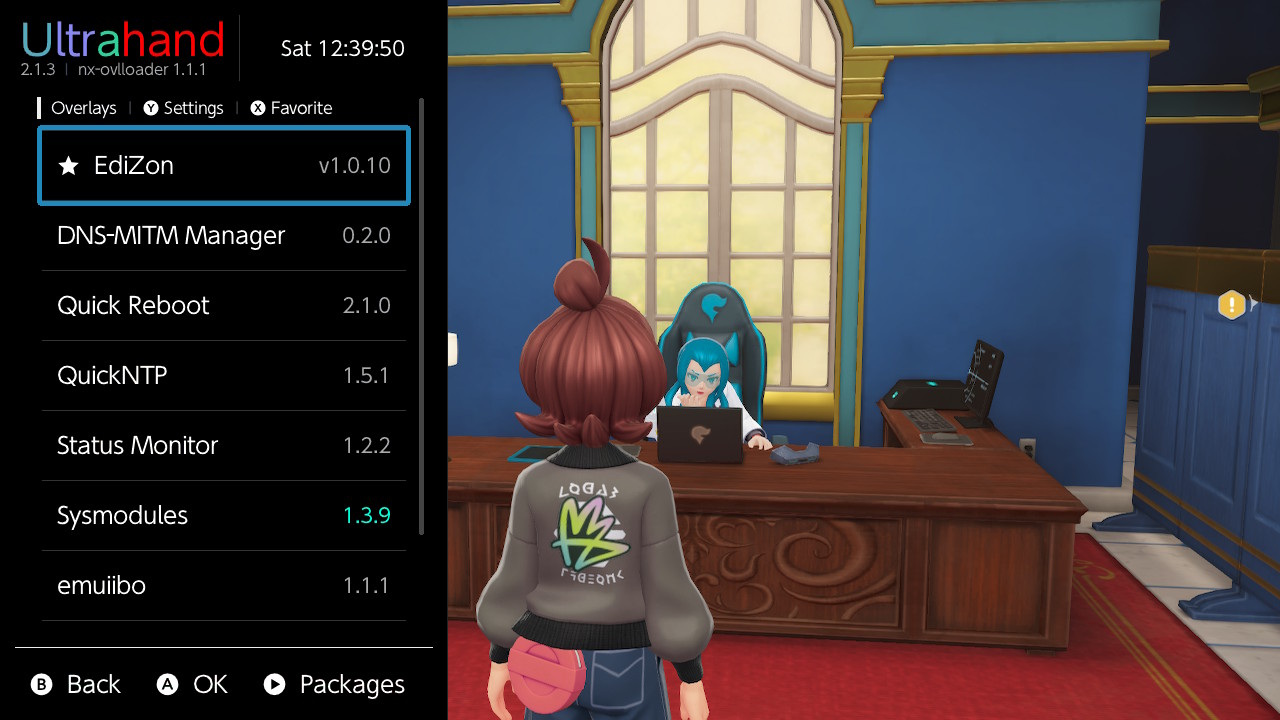 Ultrahand
Sat 12:39:50
2.1.3 | nx-ovlloader 1.1.1
Overlays | Y Settings | X Favorite
★ EdiZon v1.0.10
DNS-MITM Manager 0.2.0
Quick Reboot 2.1.0
QuickNTP 1.5.1
Status Monitor 1.2.2
Sysmodules 1.3.9
emuiibo 1.1.1
B Back A OK Packages